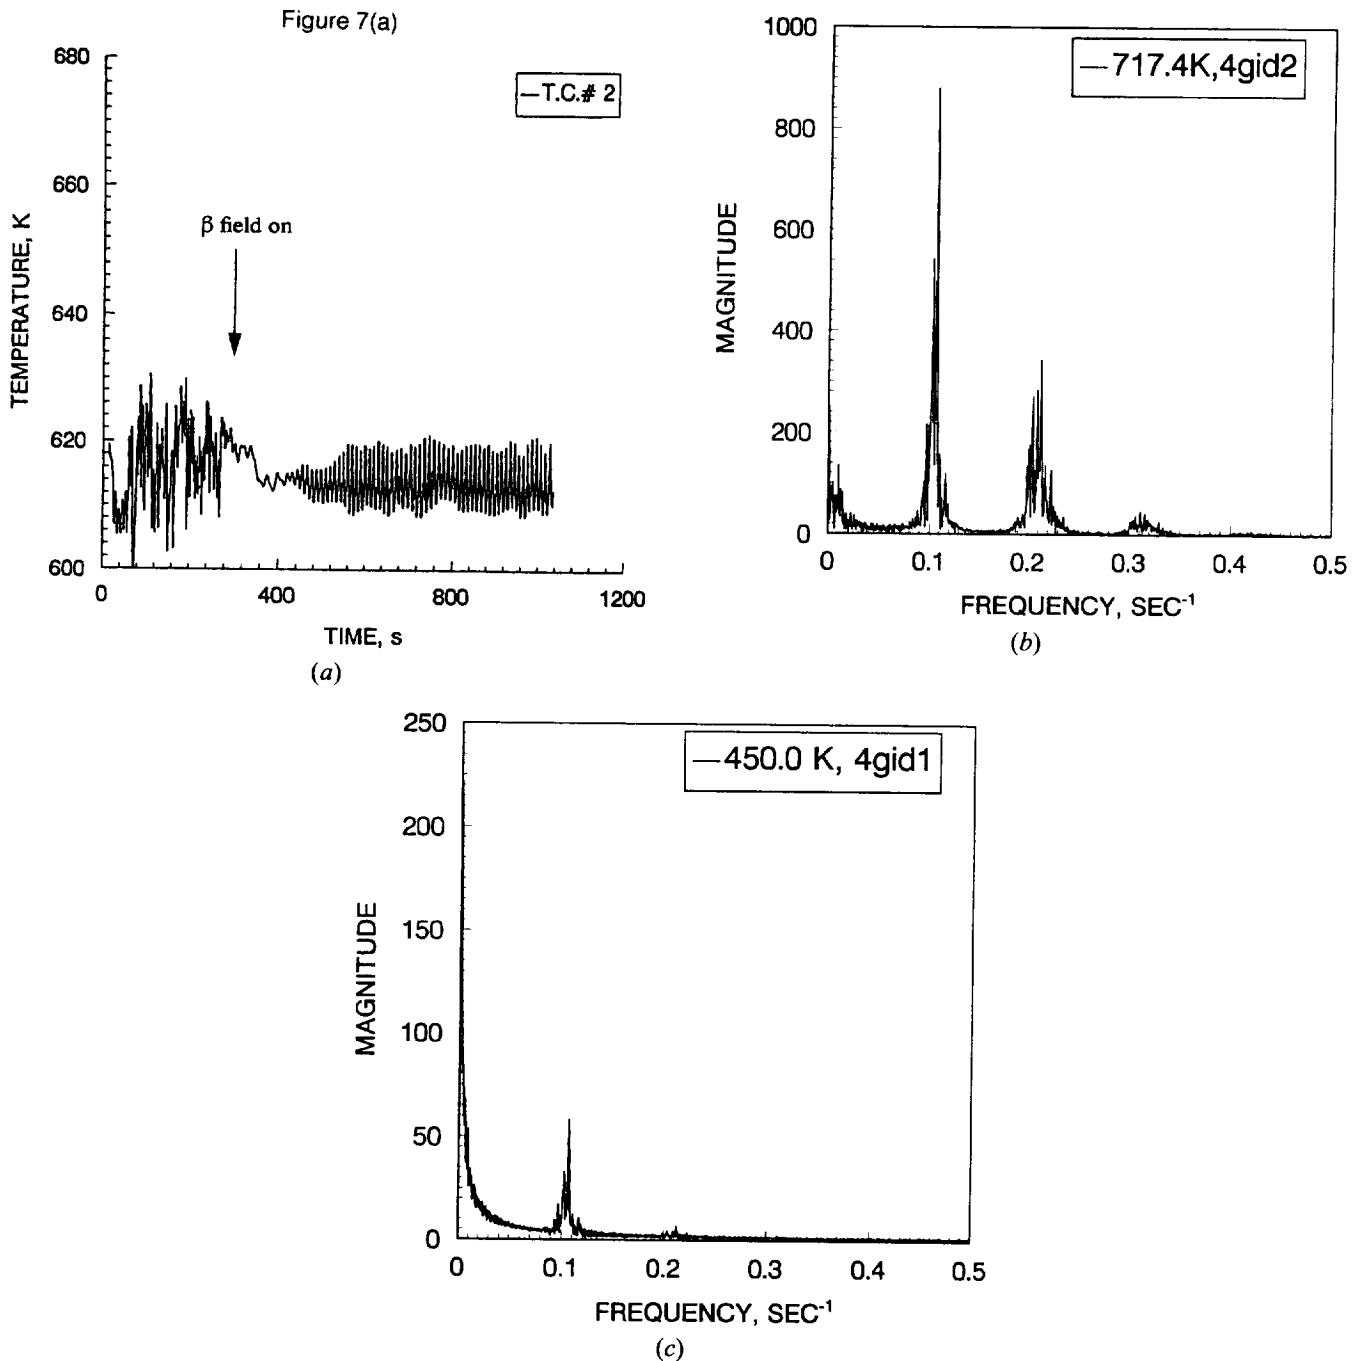 Figure 7(a)
680
660
640
620
600
TEMPERATURE, K
—T.C.# 2
β field on
0
400
800
1200
TIME, s
(a)
1000
800
600
400
200
0
MAGNITUDE
—717.4K,4gid2
0
0.1
0.2
0.3
0.4
0.5
FREQUENCY, SEC⁻¹
(b)
250
200
150
100
50
0
MAGNITUDE
—450.0 K, 4gid1
0
0.1
0.2
0.3
0.4
0.5
FREQUENCY, SEC⁻¹
(c)